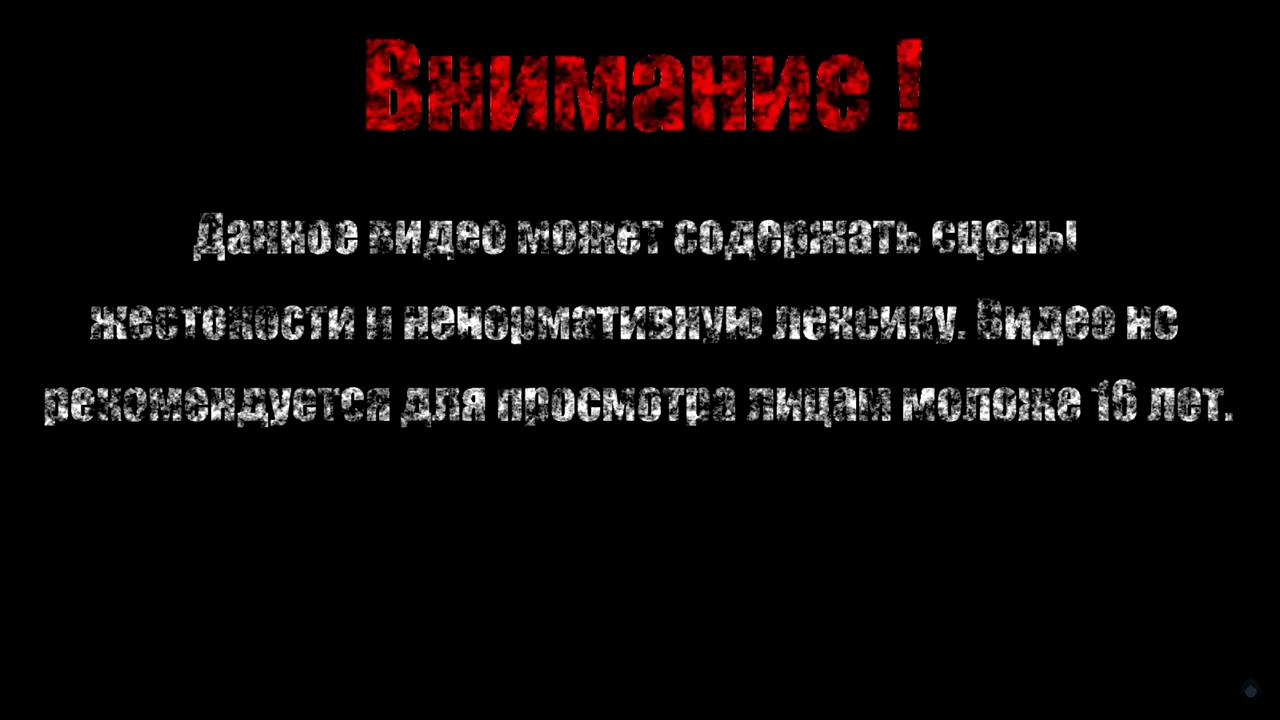 Внимание !
Данное видео может содержать сцены
жестокости и ненормативную лексику. Видео не
рекомендуется для просмотра лицам моложе 16 лет.